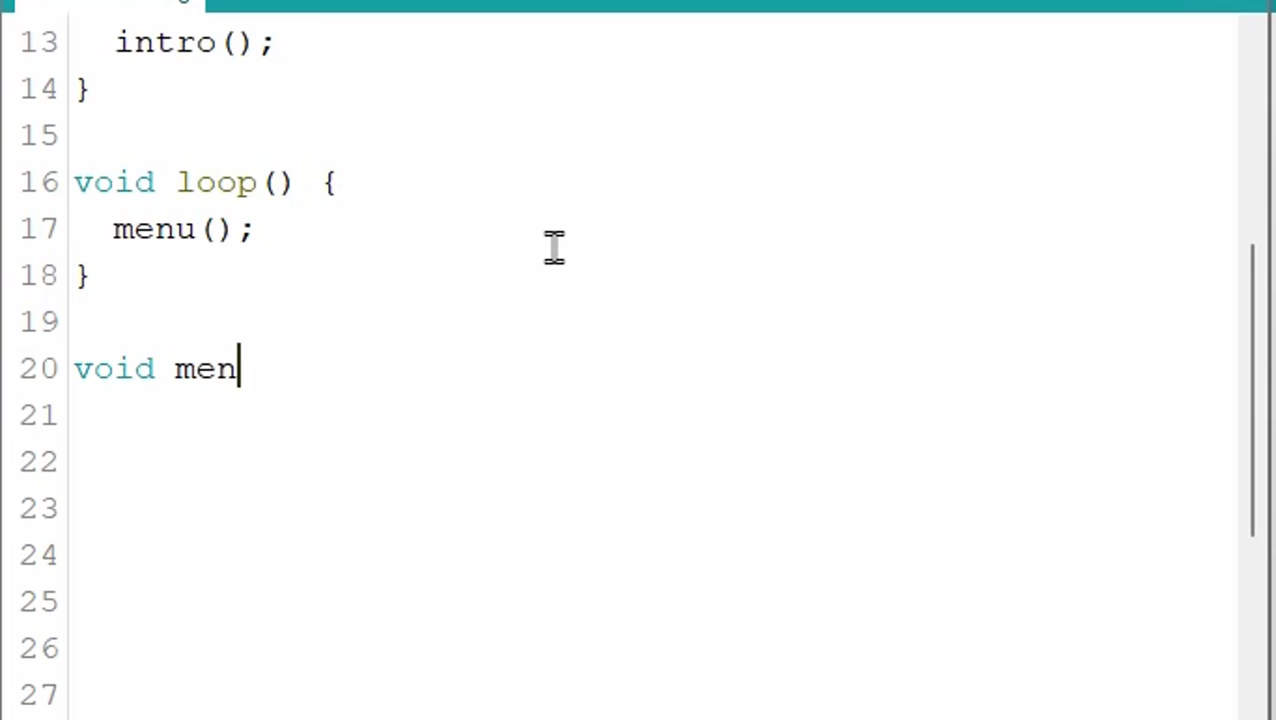 13 intro();
14 }
15
16 void loop() {
17 menu();
18 }
19
20 void men
21
22
23
24
25
26
27